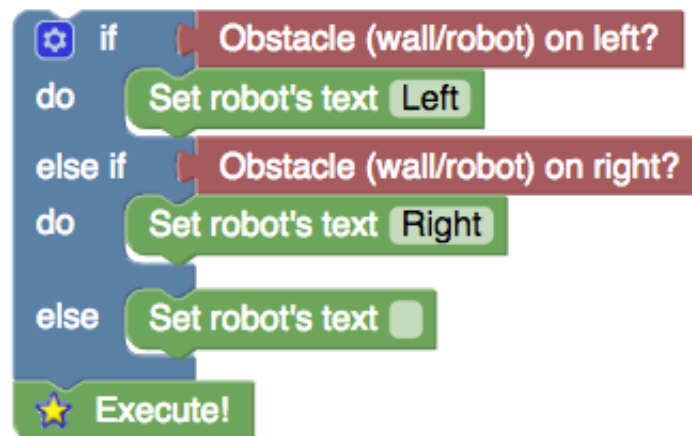 if Obstacle (wall/robot) on left?
do Set robot's text Left
else if Obstacle (wall/robot) on right?
do Set robot's text Right
else Set robot's text
Execute!